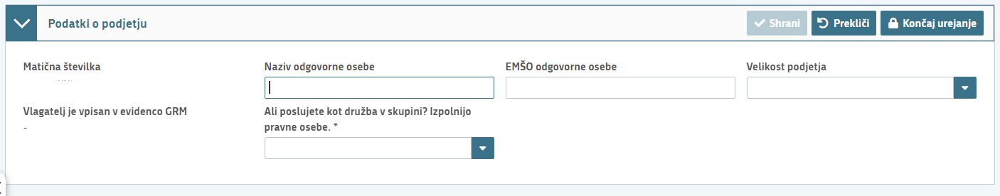 Podatki o podjetju
Shrani
Prekliči
Končaj urejanje
Matična številka
Naziv odgovorne osebe
EMŠO odgovorne osebe
Velikost podjetja
Vlagatelj je vpisan v evidenco GRM
-
Ali poslujete kot družba v skupini? Izpolnijo
pravne osebe. *